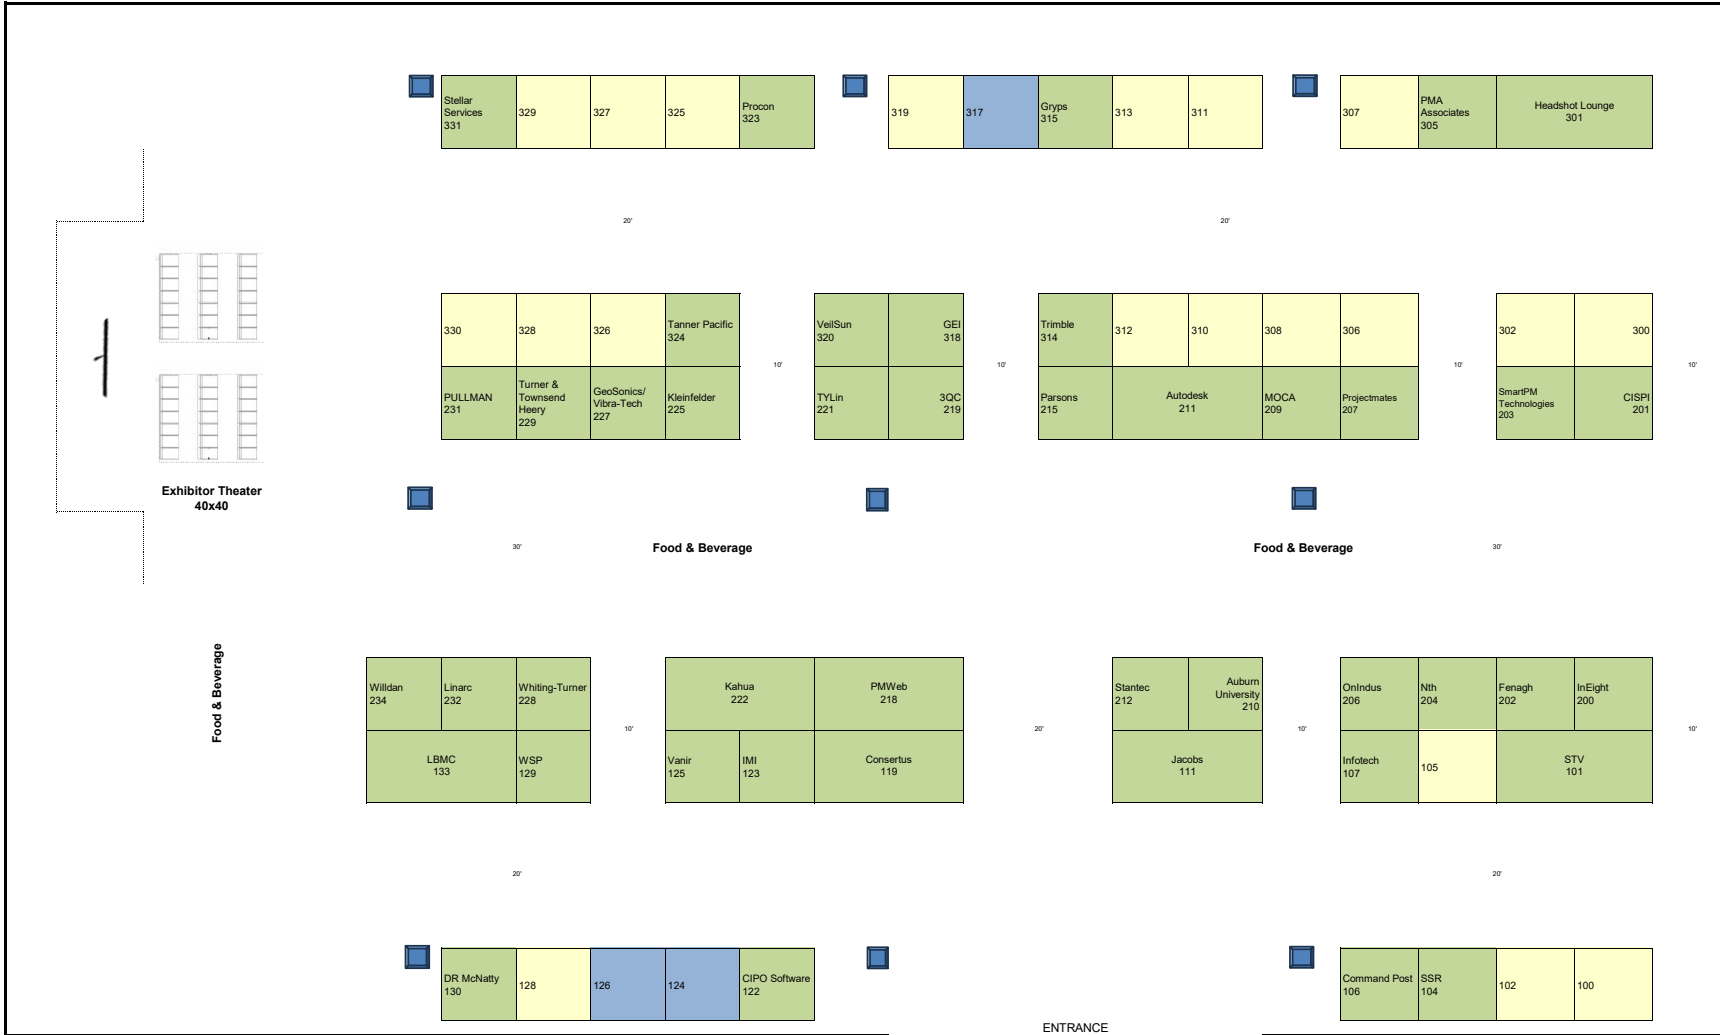 Stellar
Services
331
329
327
325
Procon
323
319
317
Gryps
315
313
311
307
PMA
Associates
305
Headshot Lounge
301
20'
20'
330
328
326
Tanner Pacific
324
VeilSun
320
GEI
318
Trimble
314
312
310
308
306
302
300
10'
10'
10'
10'
PULLMAN
231
Turner &
Townsend
Heery
229
GeoSonics/
Vibra-Tech
227
Kleinfelder
225
TYLin
221
3QC
219
Parsons
215
Autodesk
211
MOCA
209
Projectmates
207
SmartPM
Technologies
203
CISPI
201
Exhibitor Theater
40x40
30'
Food & Beverage
Food & Beverage
30'
Food & Beverage
Willdan
234
Linarc
232
Whiting-Turner
228
Kahua
222
PMWeb
218
Stantec
212
Auburn
University
210
OnIndus
206
Nth
204
Fenagh
202
InEight
200
10'
20'
10'
10'
LBMC
133
WSP
129
Vanir
125
IMI
123
Consertus
119
Jacobs
111
Infotech
107
105
STV
101
20'
20'
DR McNatty
130
128
126
124
CIPO Software
122
Command Post
106
SSR
104
102
100
ENTRANCE